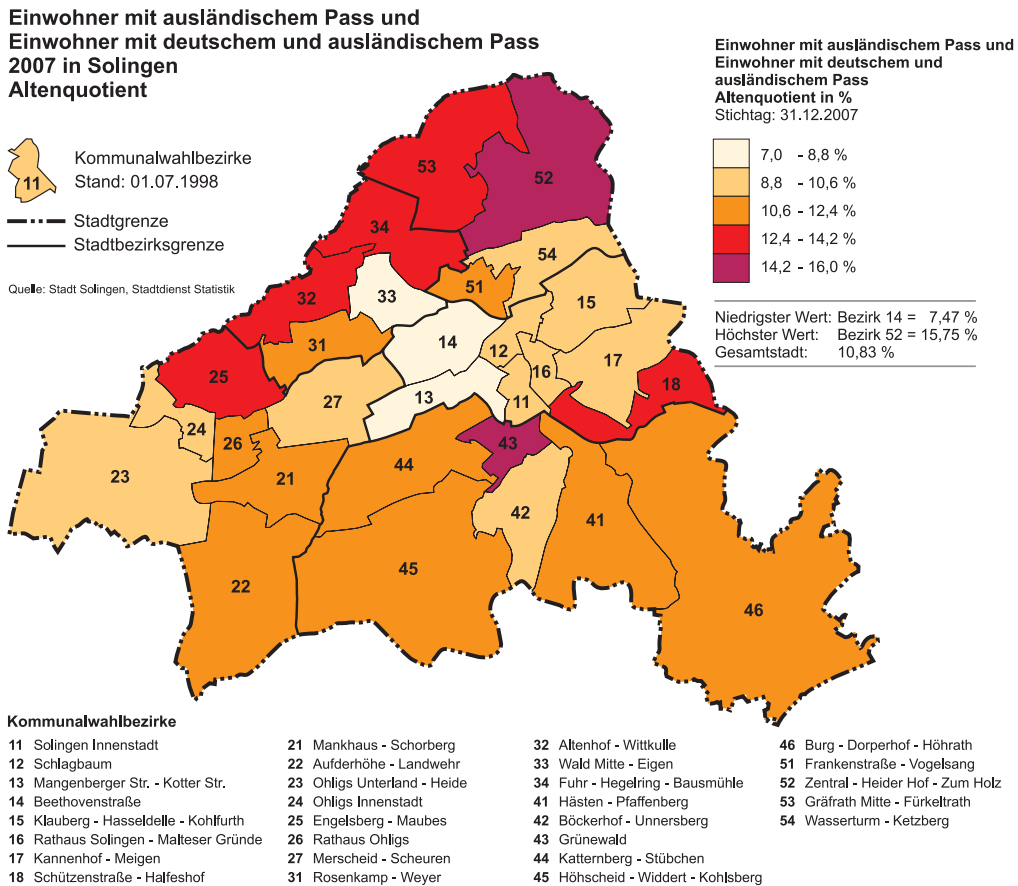 Einwohner mit ausländischem Pass und
Einwohner mit deutschem und ausländischem Pass
2007 in Solingen
Altenquotient
11
Kommunalwahlbezirke
Stand: 01.07.1998
Stadtgrenze
Stadtbezirksgrenze
Quelle: Stadt Solingen, Stadtdienst Statistik
Einwohner mit ausländischem Pass und
Einwohner mit deutschem und
ausländischem Pass
Altenquotient in %
Stichtag: 31.12.2007
7,0 - 8,8 %
8,8 - 10,6 %
10,6 - 12,4 %
12,4 - 14,2 %
14,2 - 16,0 %
Niedrigster Wert: Bezirk 14 = 7,47 %
Höchster Wert: Bezirk 52 = 15,75 %
Gesamtstadt: 10,83 %
53
52
34
54
51
32
33
15
31
14
12
17
16
25
18
13
11
27
24
26
43
44
23
21
42
41
45
22
46
Kommunalwahlbezirke
11 Solingen Innenstadt
12 Schlagbaum
13 Mangenberger Str. - Kotter Str.
14 Beethovenstraße
15 Klauberg - Hasseldelle - Kohlfurth
16 Rathaus Solingen - Malteser Gründe
17 Kannenhof - Meigen
18 Schützenstraße - Halfeshof
21 Mankhaus - Schorberg
22 Aufderhöhe - Landwehr
23 Ohligs Unterland - Heide
24 Ohligs Innenstadt
25 Engelsberg - Maubes
26 Rathaus Ohligs
27 Merscheid - Scheuren
31 Rosenkamp - Weyer
32 Altenhof - Wittkulle
33 Wald Mitte - Eigen
34 Fuhr - Hegelring - Bausmühle
41 Hästen - Pfaffenberg
42 Böckerhof - Unnersberg
43 Grünewald
44 Katternberg - Stübchen
45 Höhscheid - Widdert - Kohlsberg
46 Burg - Dorperhof - Höhrath
51 Frankenstraße - Vogelsang
52 Zentral - Heider Hof - Zum Holz
53 Gräfrath Mitte - Fürkeltrath
54 Wasserturm - Ketzberg